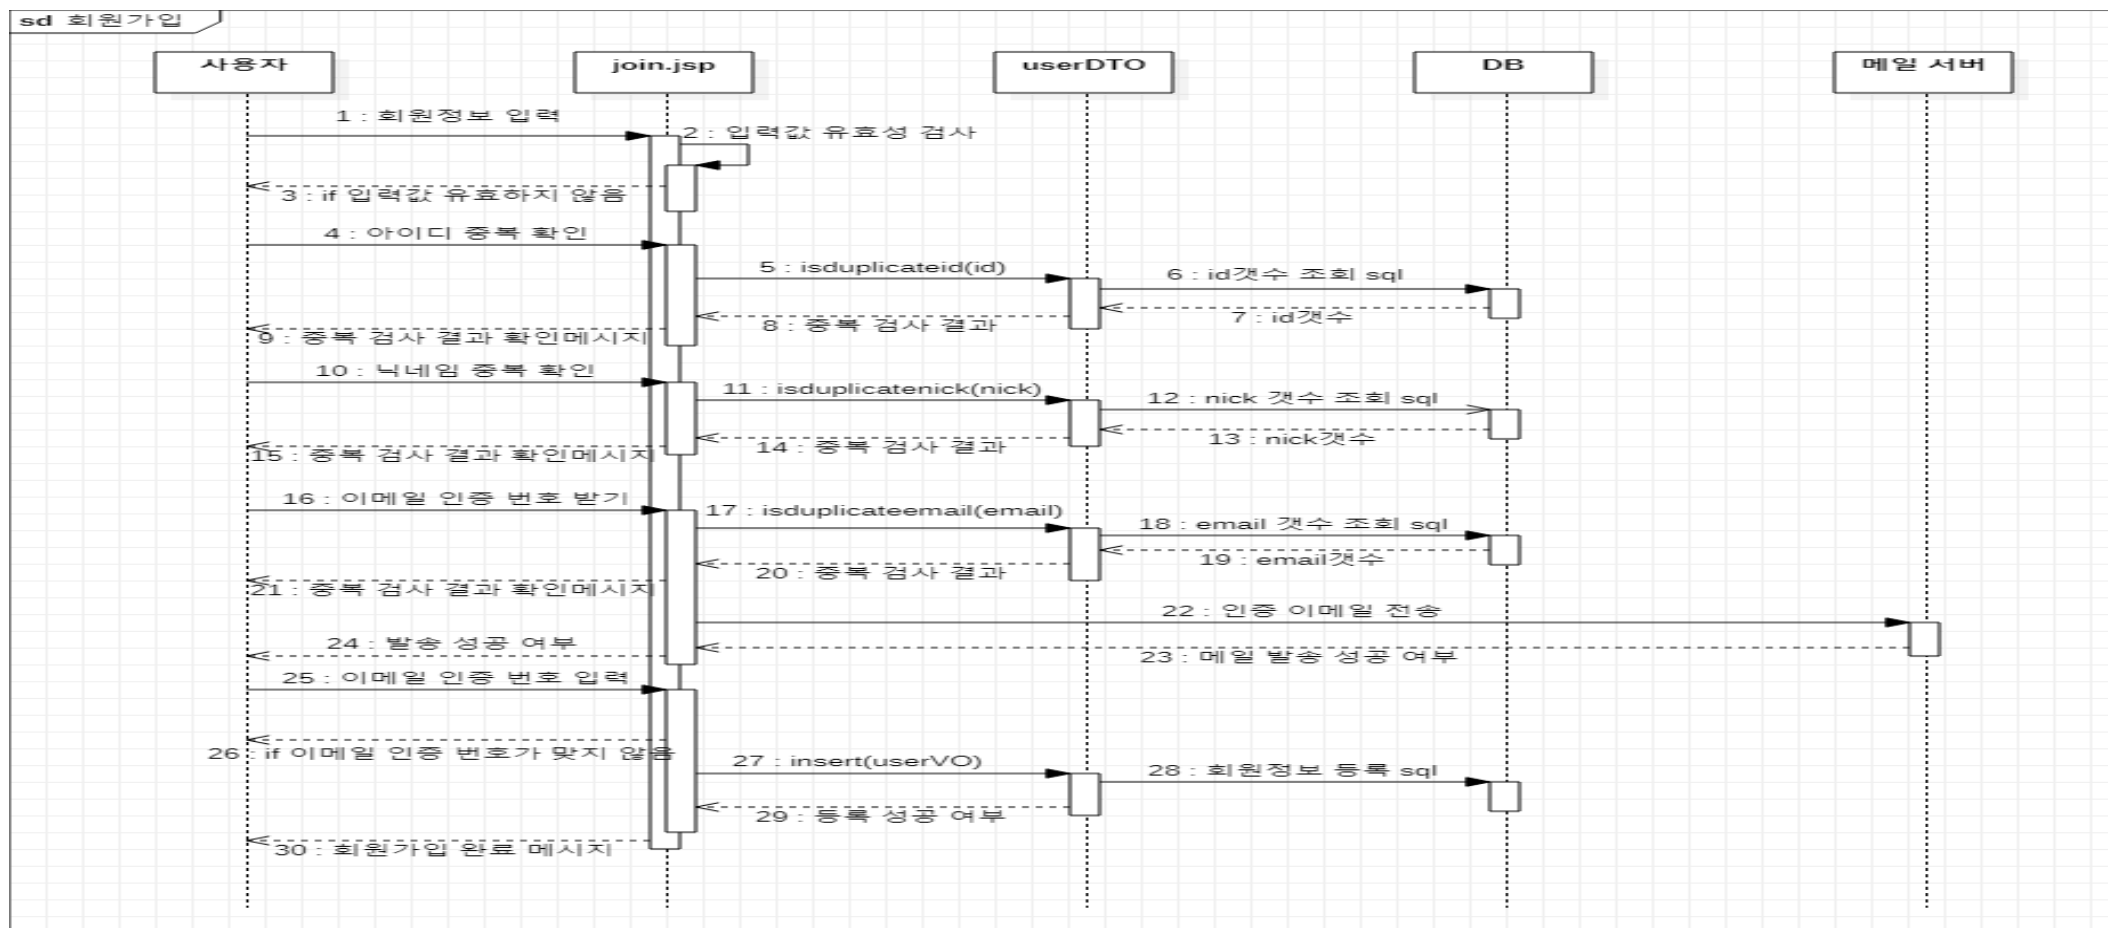 sd 회원가입
사용자
join.jsp
userDTO
DB
메일 서버
1 : 회원정보 입력
2 : 입력값 유효성 검사
3 : if 입력값 유효하지 않음
4 : 아이디 중복 확인
5 : isduplicateid(id)
6 : id갯수 조회 sql
7 : id갯수
8 : 중복 검사 결과
9 : 중복 검사 결과 확인메시지
10 : 닉네임 중복 확인
11 : isduplicatenick(nick)
12 : nick 갯수 조회 sql
13 : nick갯수
14 : 중복 검사 결과
15 : 중복 검사 결과 확인메시지
16 : 이메일 인증 번호 받기
17 : isduplicateemail(email)
18 : email 갯수 조회 sql
19 : email갯수
20 : 중복 검사 결과
21 : 중복 검사 결과 확인메시지
22 : 인증 이메일 전송
23 : 메일 발송 성공 여부
24 : 발송 성공 여부
25 : 이메일 인증 번호 입력
26 : if 이메일 인증 번호가 맞지 않음
27 : insert(userVO)
28 : 회원정보 등록 sql
29 : 등록 성공 여부
30 : 회원가입 완료 메시지